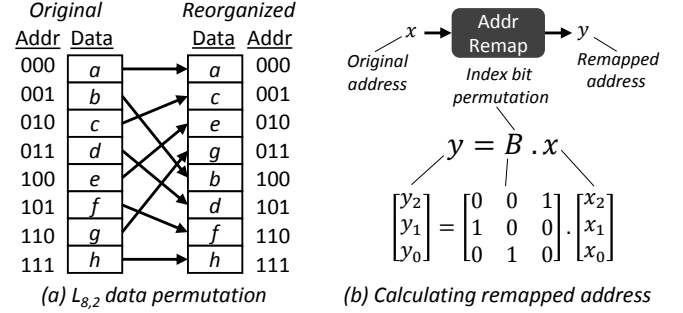 Original Reorganized
Addr Data Data Addr
000 a a 000
001 b c 001
010 c e 010
011 d g 011
100 e b 100
101 f d 101
110 g f 110
111 h h 111
(a) L8,2 data permutation
x Addr Remap y
Original address
Index bit permutation
Remapped address
y = B . x
[y2] = [0 0 1] . [x2]
[y1] [1 0 0] [x1]
[y0] [0 1 0] [x0]
(b) Calculating remapped address